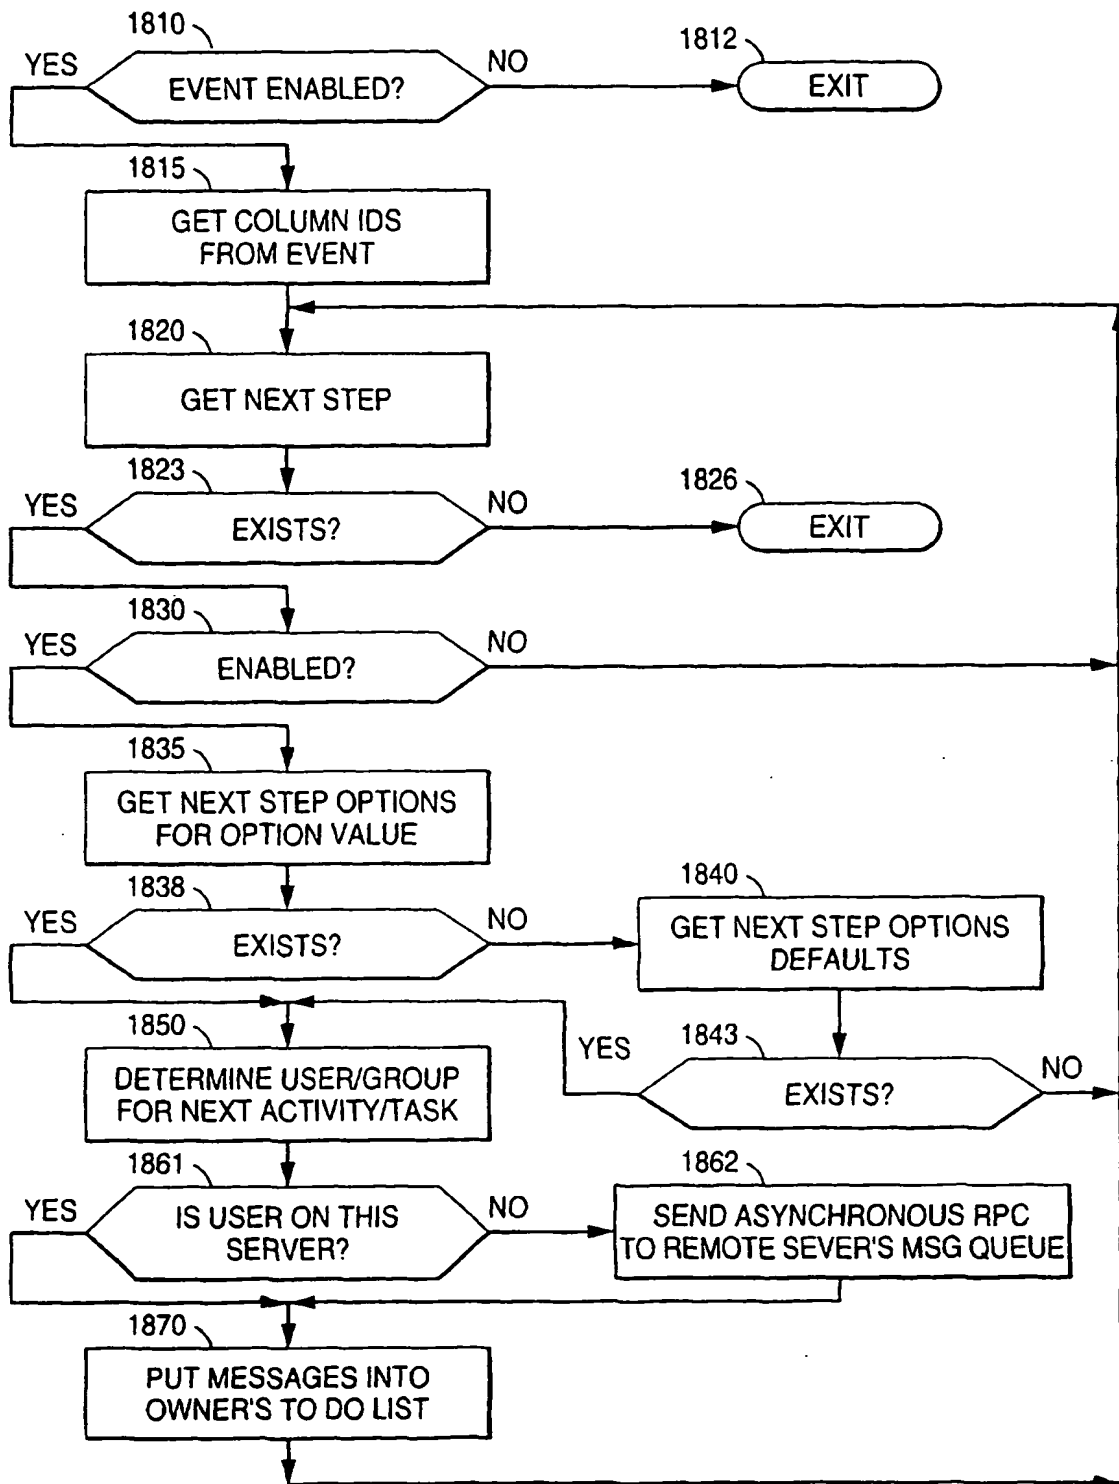 1810
YES
EVENT ENABLED?
NO
1812
EXIT
1815
GET COLUMN IDS
FROM EVENT
1820
GET NEXT STEP
1823
YES
EXISTS?
NO
1826
EXIT
1830
YES
ENABLED?
NO
1835
GET NEXT STEP OPTIONS
FOR OPTION VALUE
1838
YES
EXISTS?
NO
1840
GET NEXT STEP OPTIONS
DEFAULTS
1850
DETERMINE USER/GROUP
FOR NEXT ACTIVITY/TASK
YES
1843
EXISTS?
NO
1861
YES
IS USER ON THIS
SERVER?
NO
1862
SEND ASYNCHRONOUS RPC
TO REMOTE SEVER'S MSG QUEUE
1870
PUT MESSAGES INTO
OWNER'S TO DO LIST